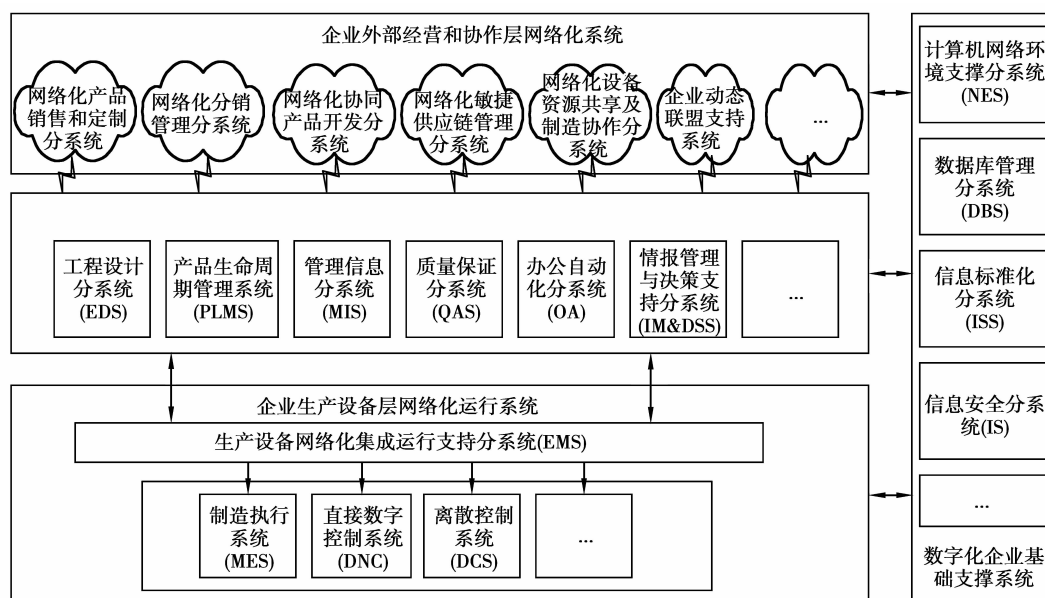 企业外部经营和协作层网络化系统
网络化产品
销售和定制
分系统
网络化分销
管理分系统
网络化协同
产品开发分
系统
网络化敏捷
供应链管理
分系统
网络化设备
资源共享及
制造协作分
系统
企业动态
联盟支持
系统
...
工程设计
分系统
(EDS)
产品生命周
期管理系统
(PLMS)
管理信息
分系统
(MIS)
质量保证
分系统
(QAS)
办公自动
化分系统
(OA)
情报管理
与决策支
持分系统
(IM&DSS)
...
企业生产设备层网络化运行系统
生产设备网络化集成运行支持分系统(EMS)
制造执行
系统
(MES)
直接数字
控制系统
(DNC)
离散控制
系统
(DCS)
...
计算机网络环
境支撑分系统
(NES)
数据库管理
分系统
(DBS)
信息标准化
分系统
(ISS)
信息安全分系
统(IS)
...
数字化企业基
础支撑系统